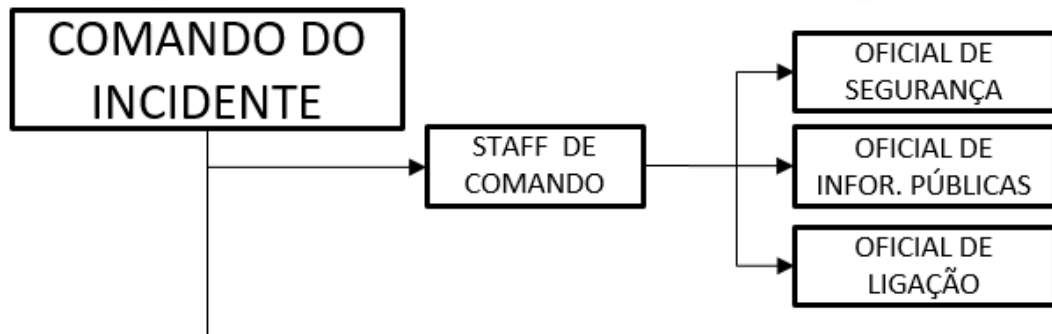 COMANDO DO
INCIDENTE
STAFF DE
COMANDO
OFICIAL DE
SEGURANÇA
OFICIAL DE
INFOR. PÚBLICAS
OFICIAL DE
LIGAÇÃO